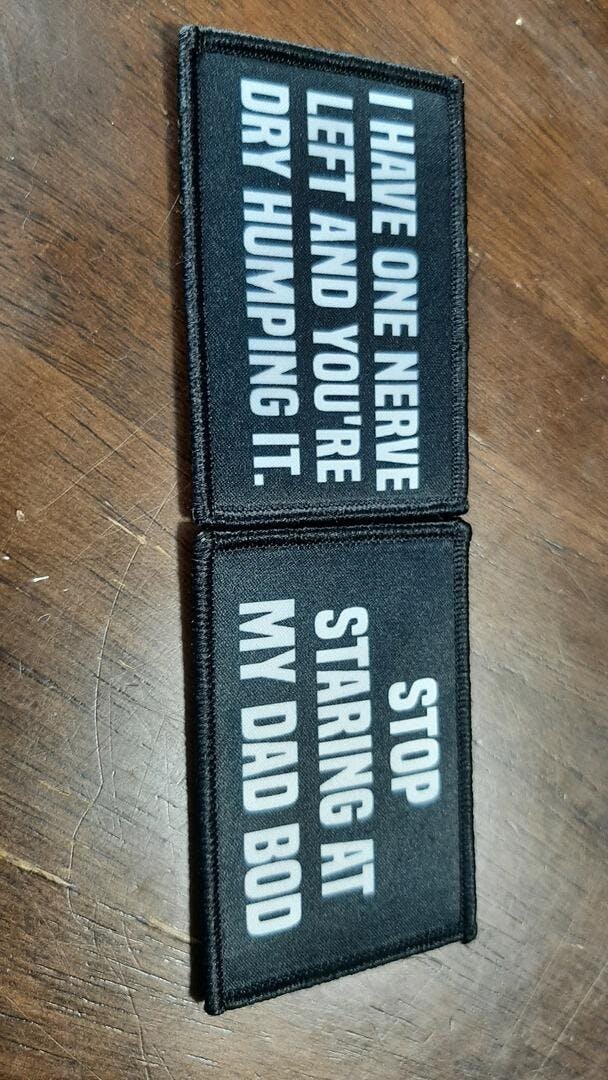 I HAVE ONE NERVE
LEFT AND YOU'RE
DRY HUMPING IT.
STOP
STARING AT
MY DAD BOD